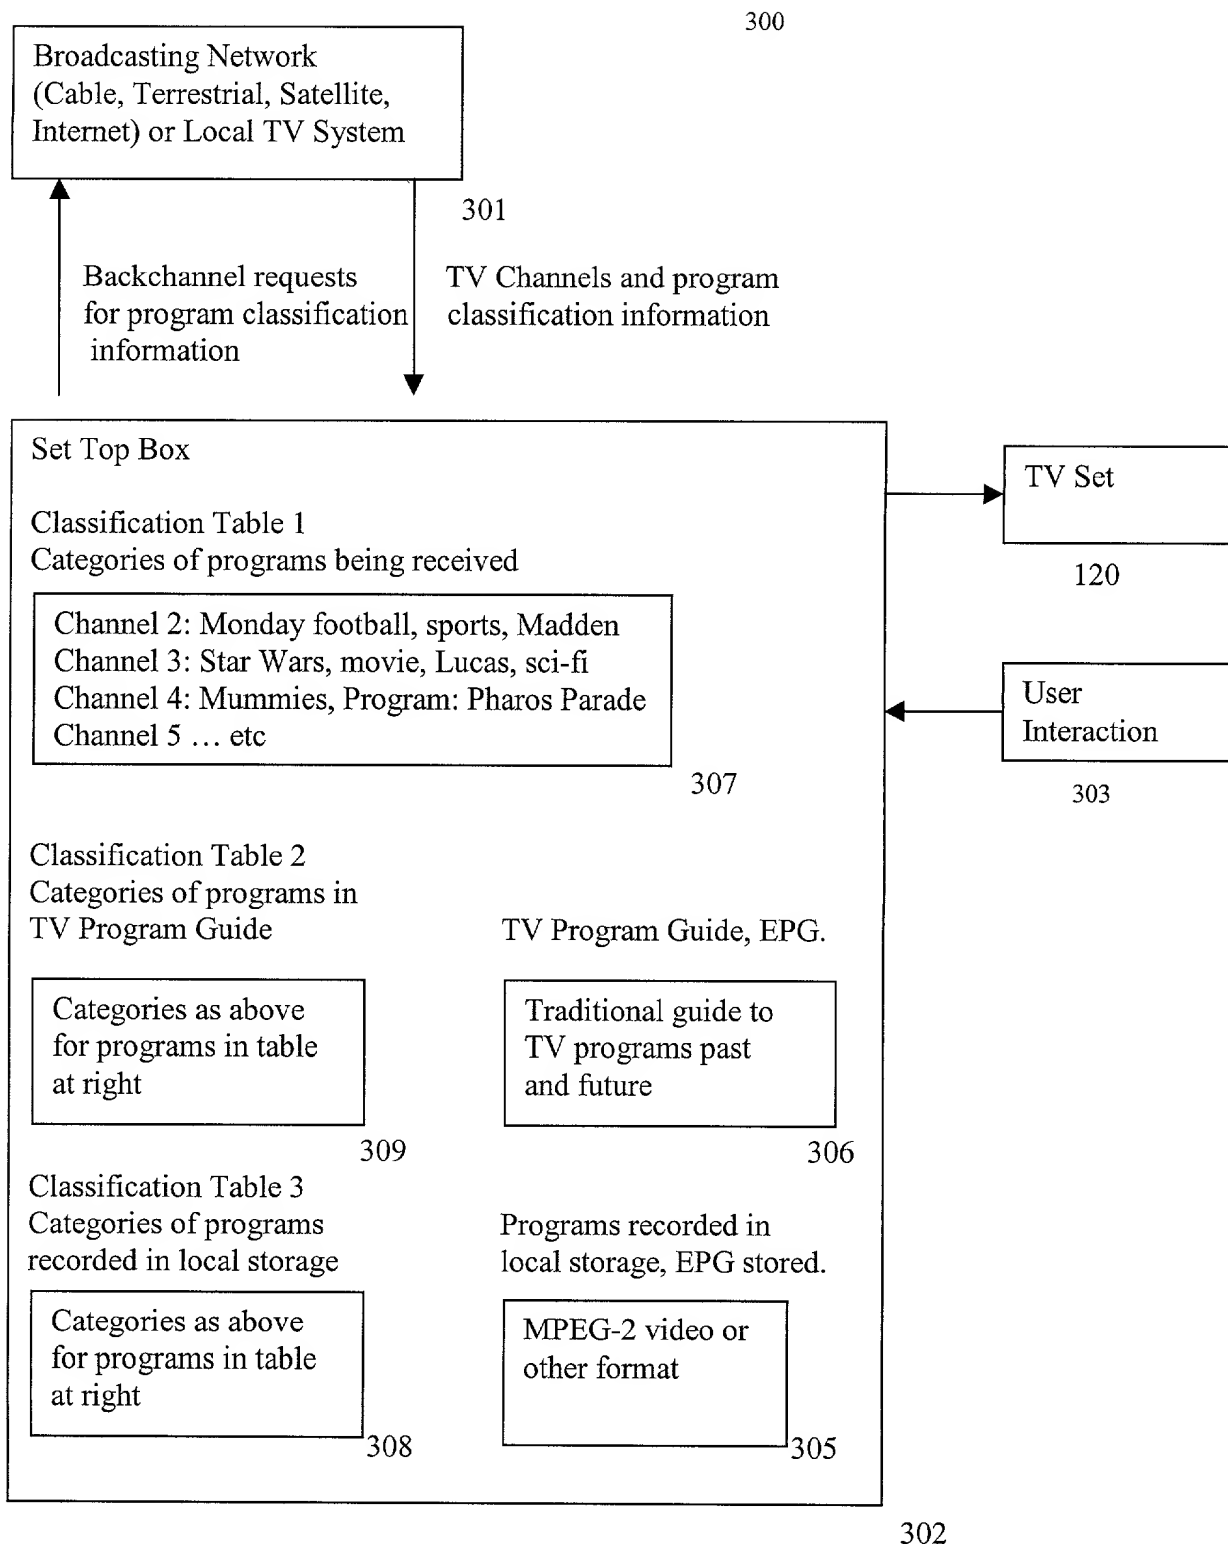 300
Broadcasting Network
(Cable, Terrestrial, Satellite,
Internet) or Local TV System
301
Backchannel requests
for program classification
information
TV Channels and program
classification information
Set Top Box
Classification Table 1
Categories of programs being received
Channel 2: Monday football, sports, Madden
Channel 3: Star Wars, movie, Lucas, sci-fi
Channel 4: Mummies, Program: Pharos Parade
Channel 5 ... etc
307
TV Set
120
User
Interaction
303
Classification Table 2
Categories of programs in
TV Program Guide
Categories as above
for programs in table
at right
309
TV Program Guide, EPG.
Traditional guide to
TV programs past
and future
306
Classification Table 3
Categories of programs
recorded in local storage
Categories as above
for programs in table
at right
308
Programs recorded in
local storage, EPG stored.
MPEG-2 video or
other format
305
302